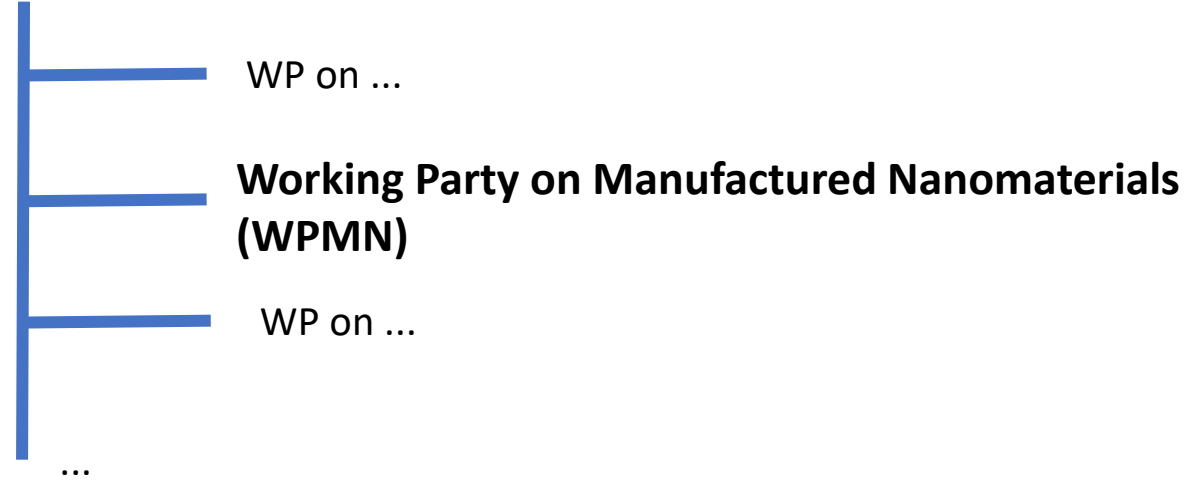 WP on ...
Working Party on Manufactured Nanomaterials
(WPMN)
WP on ...
...